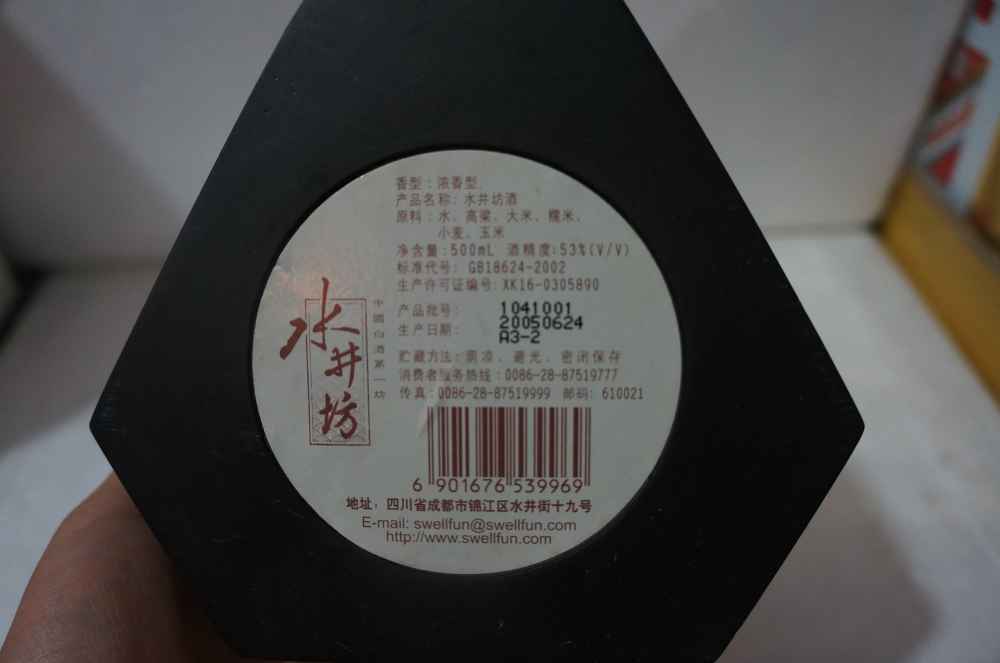 香型：浓香型
产品名称：水井坊酒
原料：水、高粱、大米、糯米、
小麦、玉米
净含量:500mL 酒精度:53%(V/V)
标准代号: GB18624-2002
生产许可证编号: XK16-0305890
产品批号: 1041001
生产日期: 20050624
A3-2
贮藏方法: 阴凉、避光、密闭保存
消费者服务热线：0086-28-87519777
传真:0086-28-87519999 邮码: 610021
水井坊
中国白酒第一坊
6 901676 539969
地址：四川省成都市锦江区水井街十九号
E-mail: swellfun@swellfun.com
http://www.swellfun.com